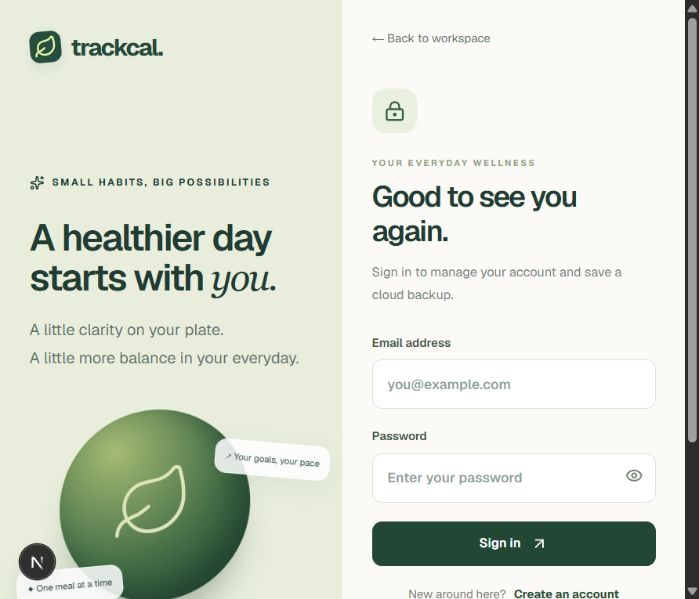 trackcal.
SMALL HABITS, BIG POSSIBILITIES
A healthier day
starts with you.
A little clarity on your plate.
A little more balance in your everyday.
↗ Your goals, your pace
N
✦ One meal at a time
← Back to workspace
YOUR EVERYDAY WELLNESS
Good to see you
again.
Sign in to manage your account and save a
cloud backup.
Email address
you@example.com
Password
Enter your password
Sign in
New around here? Create an account